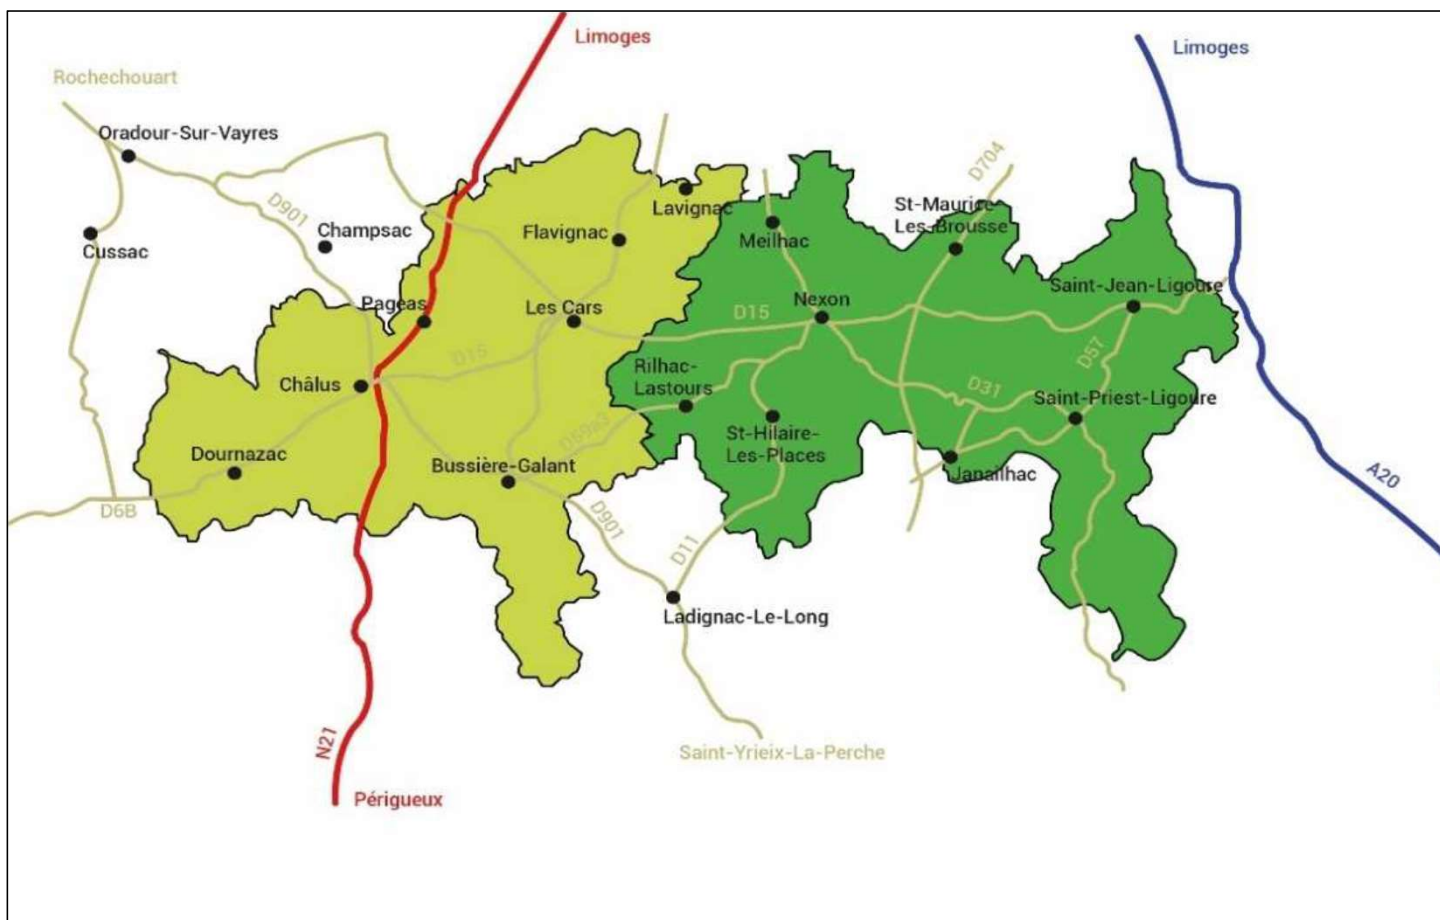 Limoges
Limoges
Rochechouart
Oradour-Sur-Vayres
D704
D901
Lavignac
St-Maurice-
Les-Brousse
Champsac
Flavignac
Meilhac
Cussac
Saint-Jean-Ligoure
Pageas
Les Cars
Nexon
D15
D15
D57
Rilhac-
Lastours
Châlus
D31
Saint-Priest-Ligoure
D59a3
St-Hilaire-
Les-Places
Dournazac
Bussière-Galant
Janailhac
A20
D6B
D901
D11
Ladignac-Le-Long
N21
Saint-Yrieix-La-Perche
Périgueux